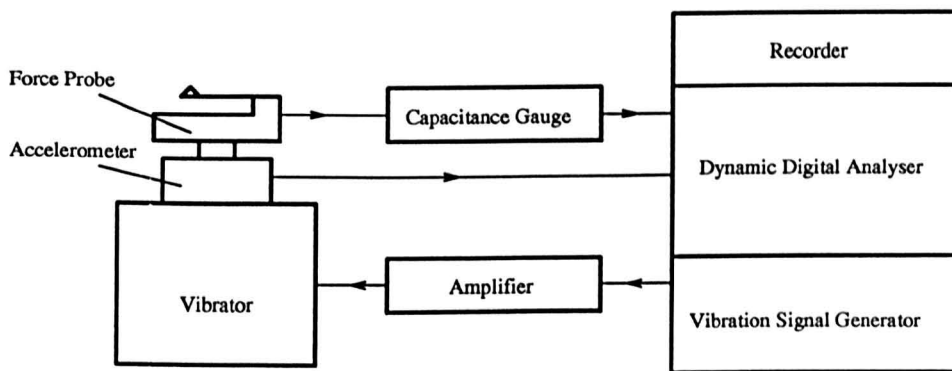 Recorder
Force Probe
Capacitance Gauge
Accelerometer
Dynamic Digital Analyser
Amplifier
Vibrator
Vibration Signal Generator